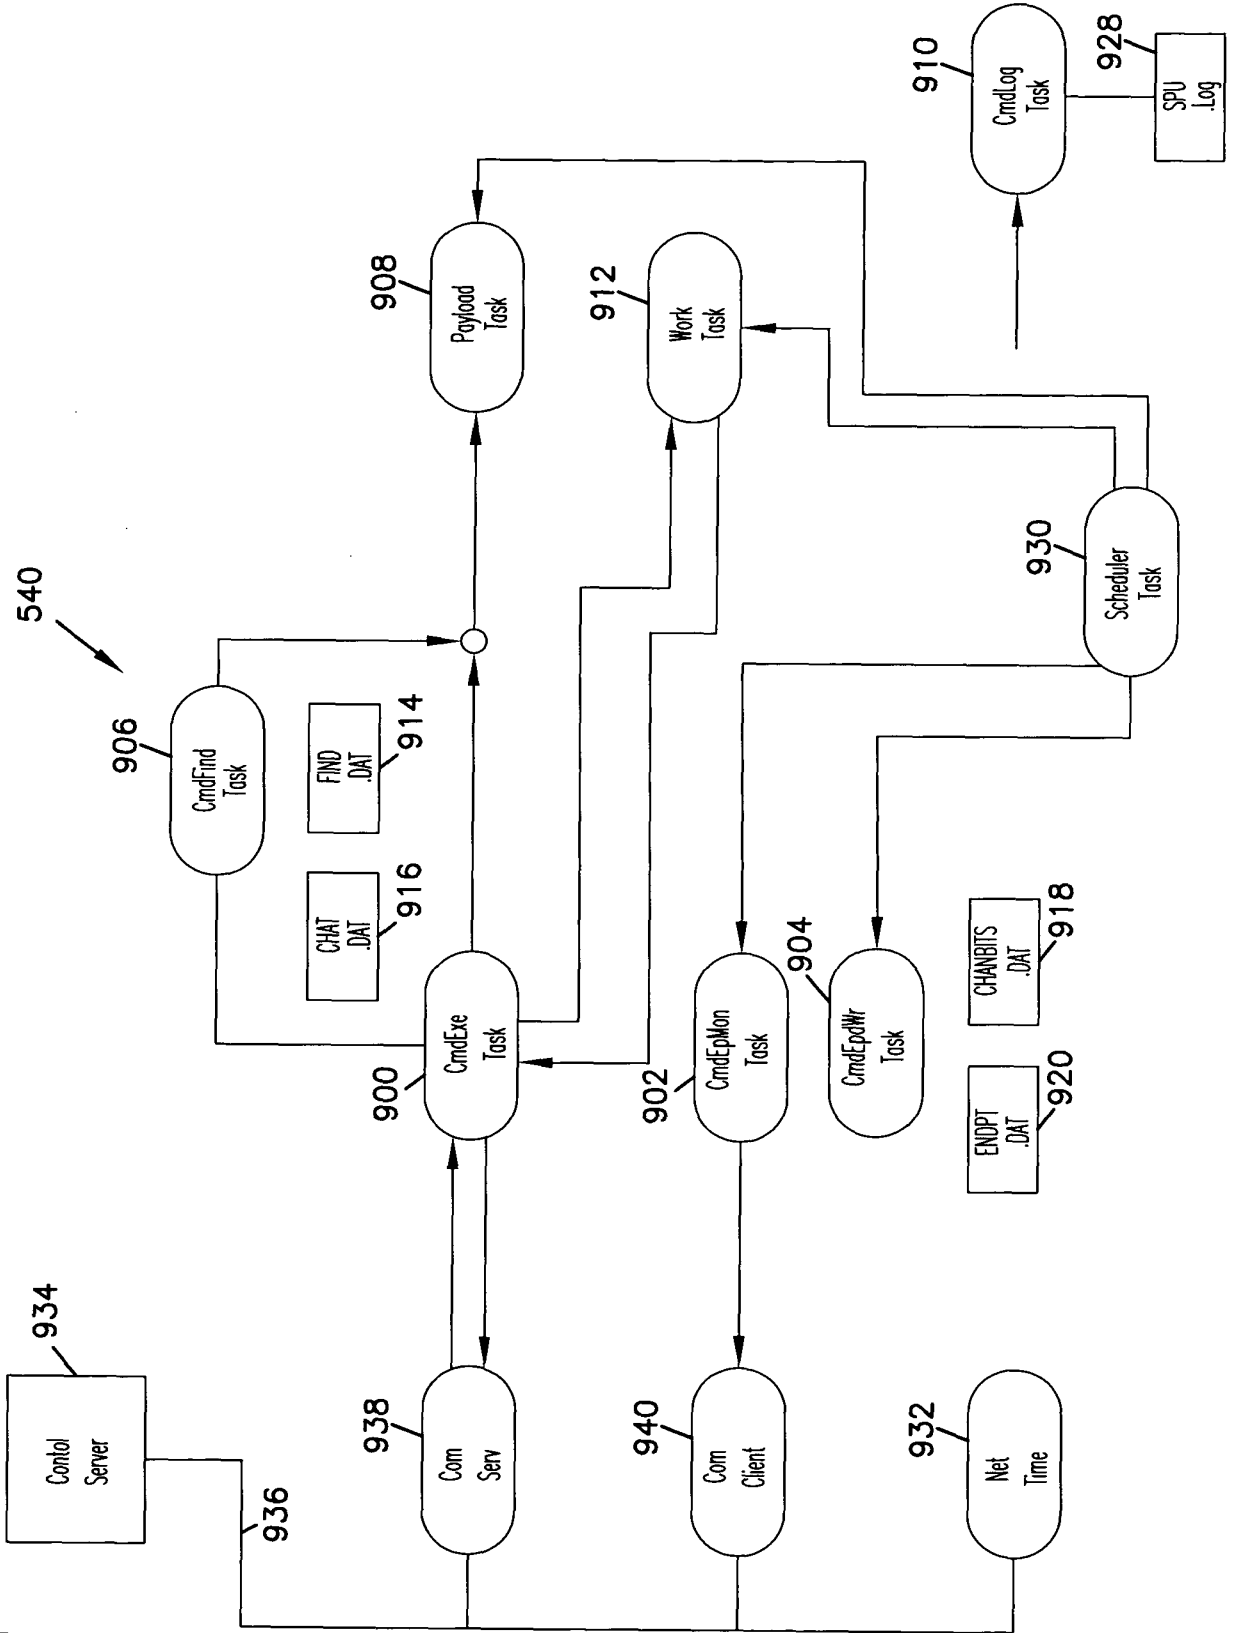 540
934
Contol
Server
936
938
Com
Serv
940
Com
Client
932
Net
Time
900
CmdExe
Task
902
CmdEpMon
Task
904
CmdEpdWr
Task
906
CmdFind
Task
CHAT
.DAT
916
FIND
.DAT
914
ENDPT
.DAT
920
CHANBITS
.DAT
918
908
Payload
Task
912
Work
Task
930
Scheduler
Task
910
CmdLog
Task
928
SPU
.Log